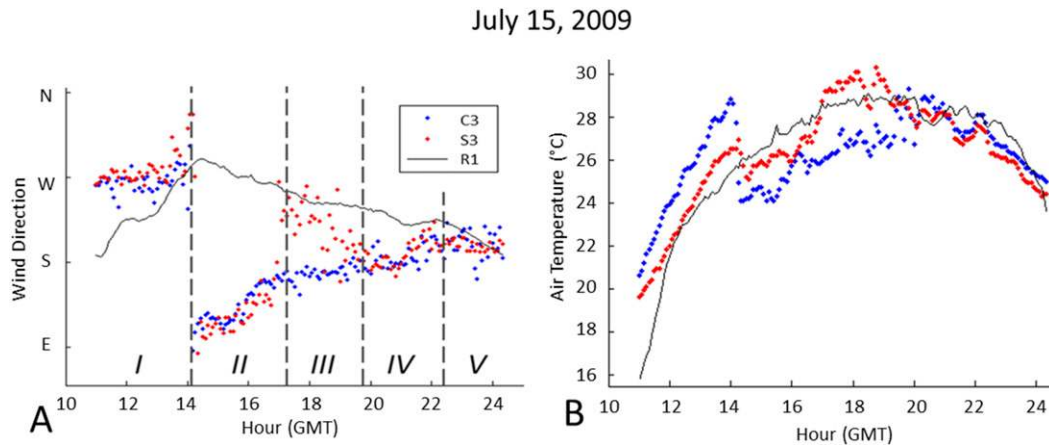 July 15, 2009
N
W
S
E
Wind Direction
C3
S3
R1
I
II
III
IV
V
10
12
14
16
18
20
22
24
Hour (GMT)
A
30
28
26
24
22
20
18
16
Air Temperature (°C)
10
12
14
16
18
20
22
24
Hour (GMT)
B